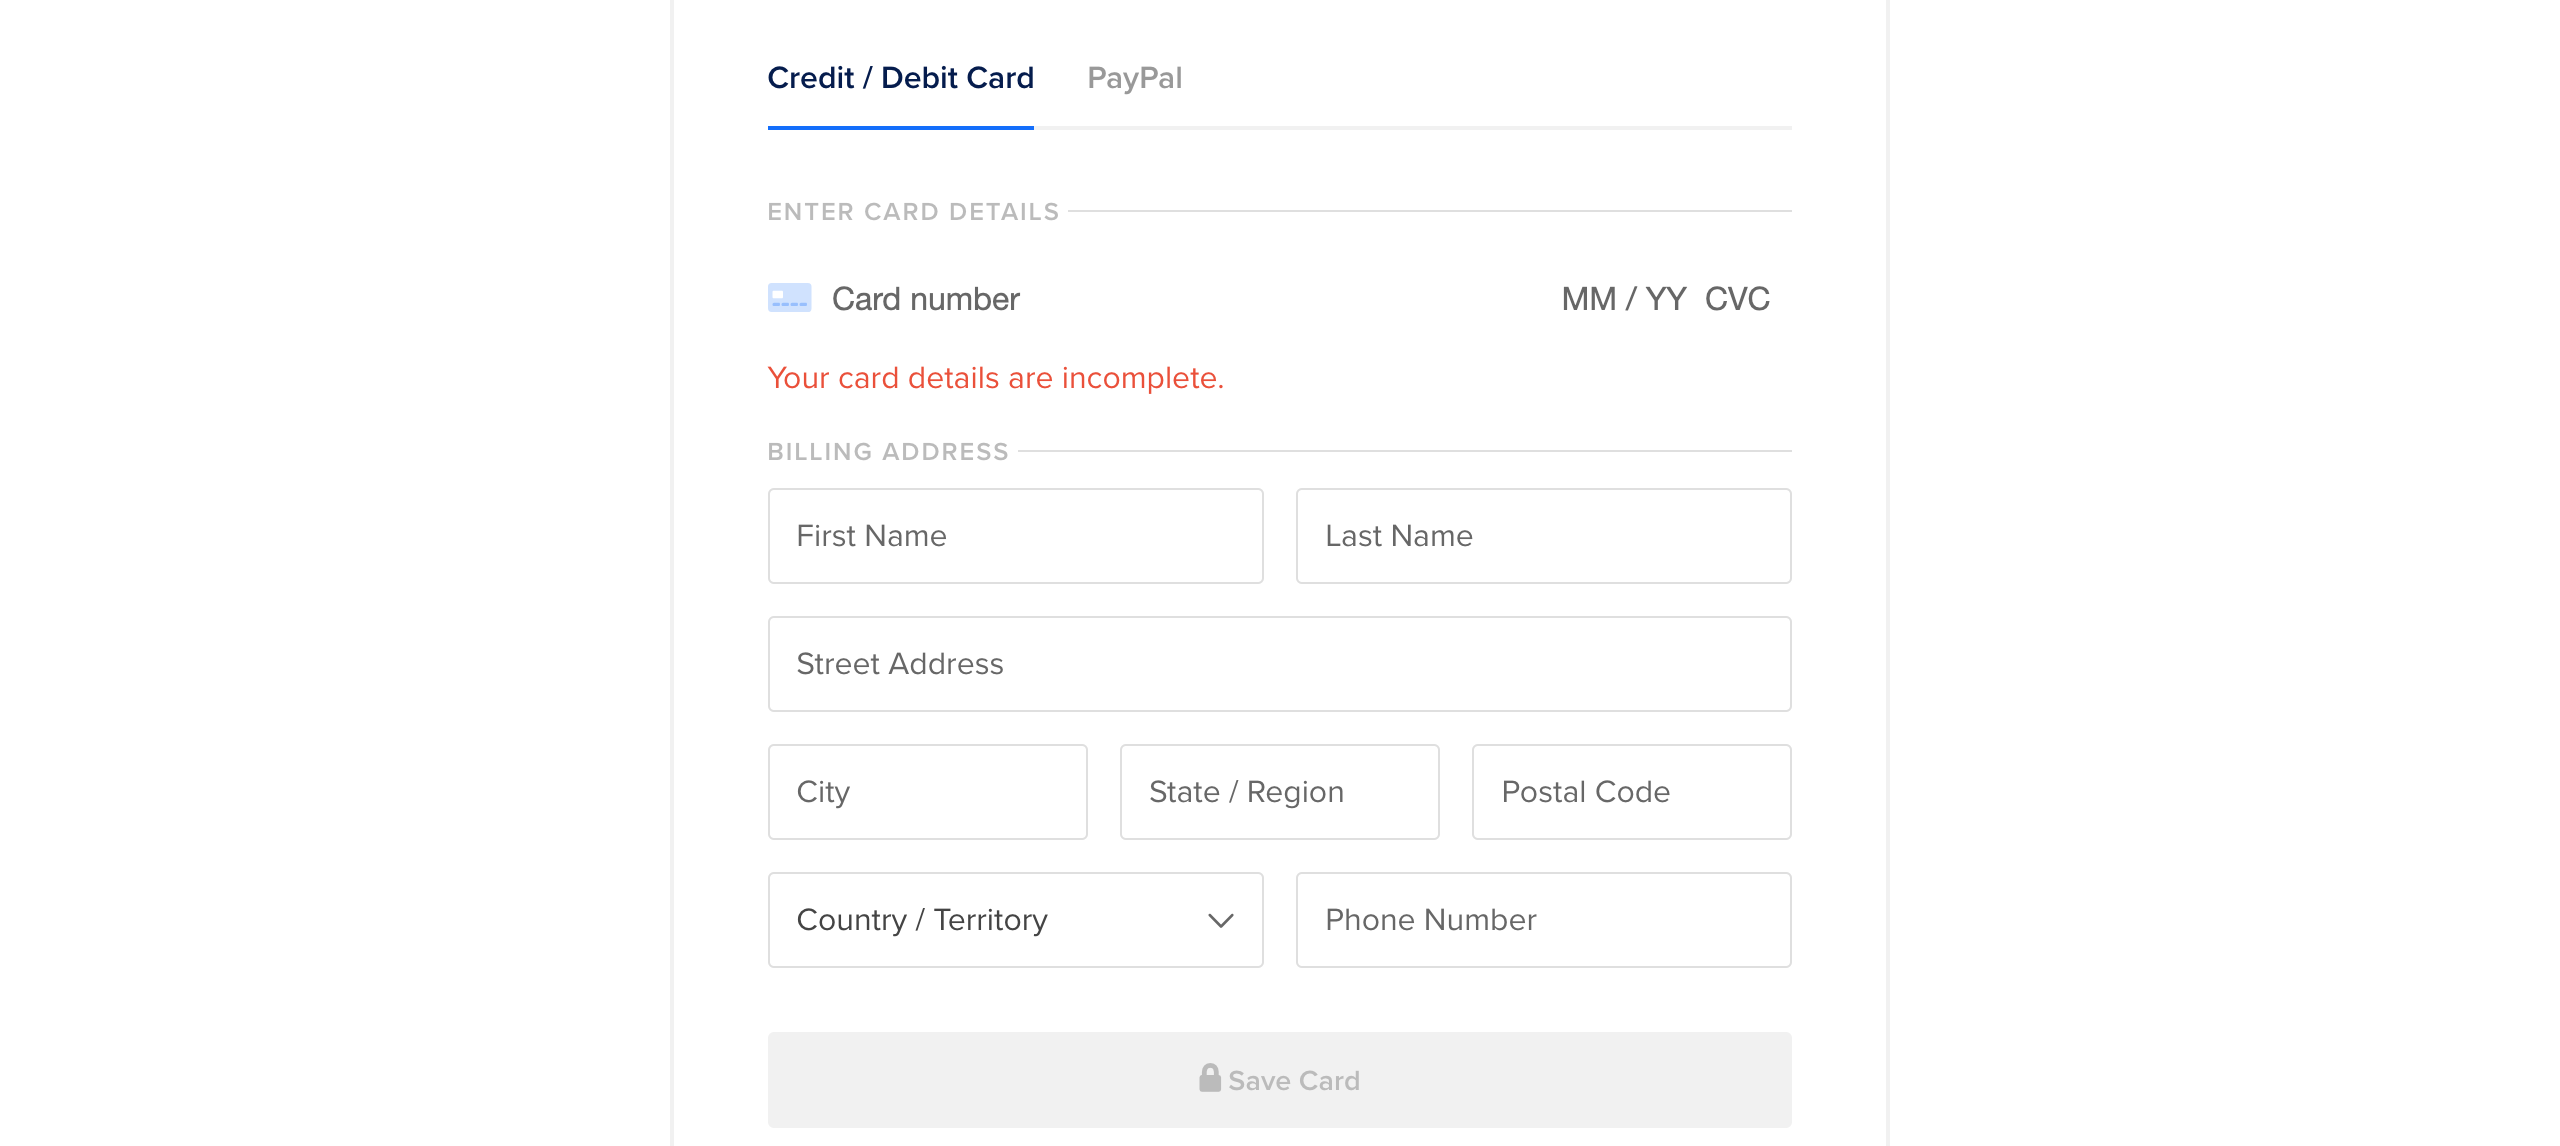 Credit / Debit Card PayPal
ENTER CARD DETAILS
Card number MM / YY CVC
Your card details are incomplete.
BILLING ADDRESS
First Name Last Name
Street Address
City State / Region Postal Code
Country / Territory Phone Number
Save Card